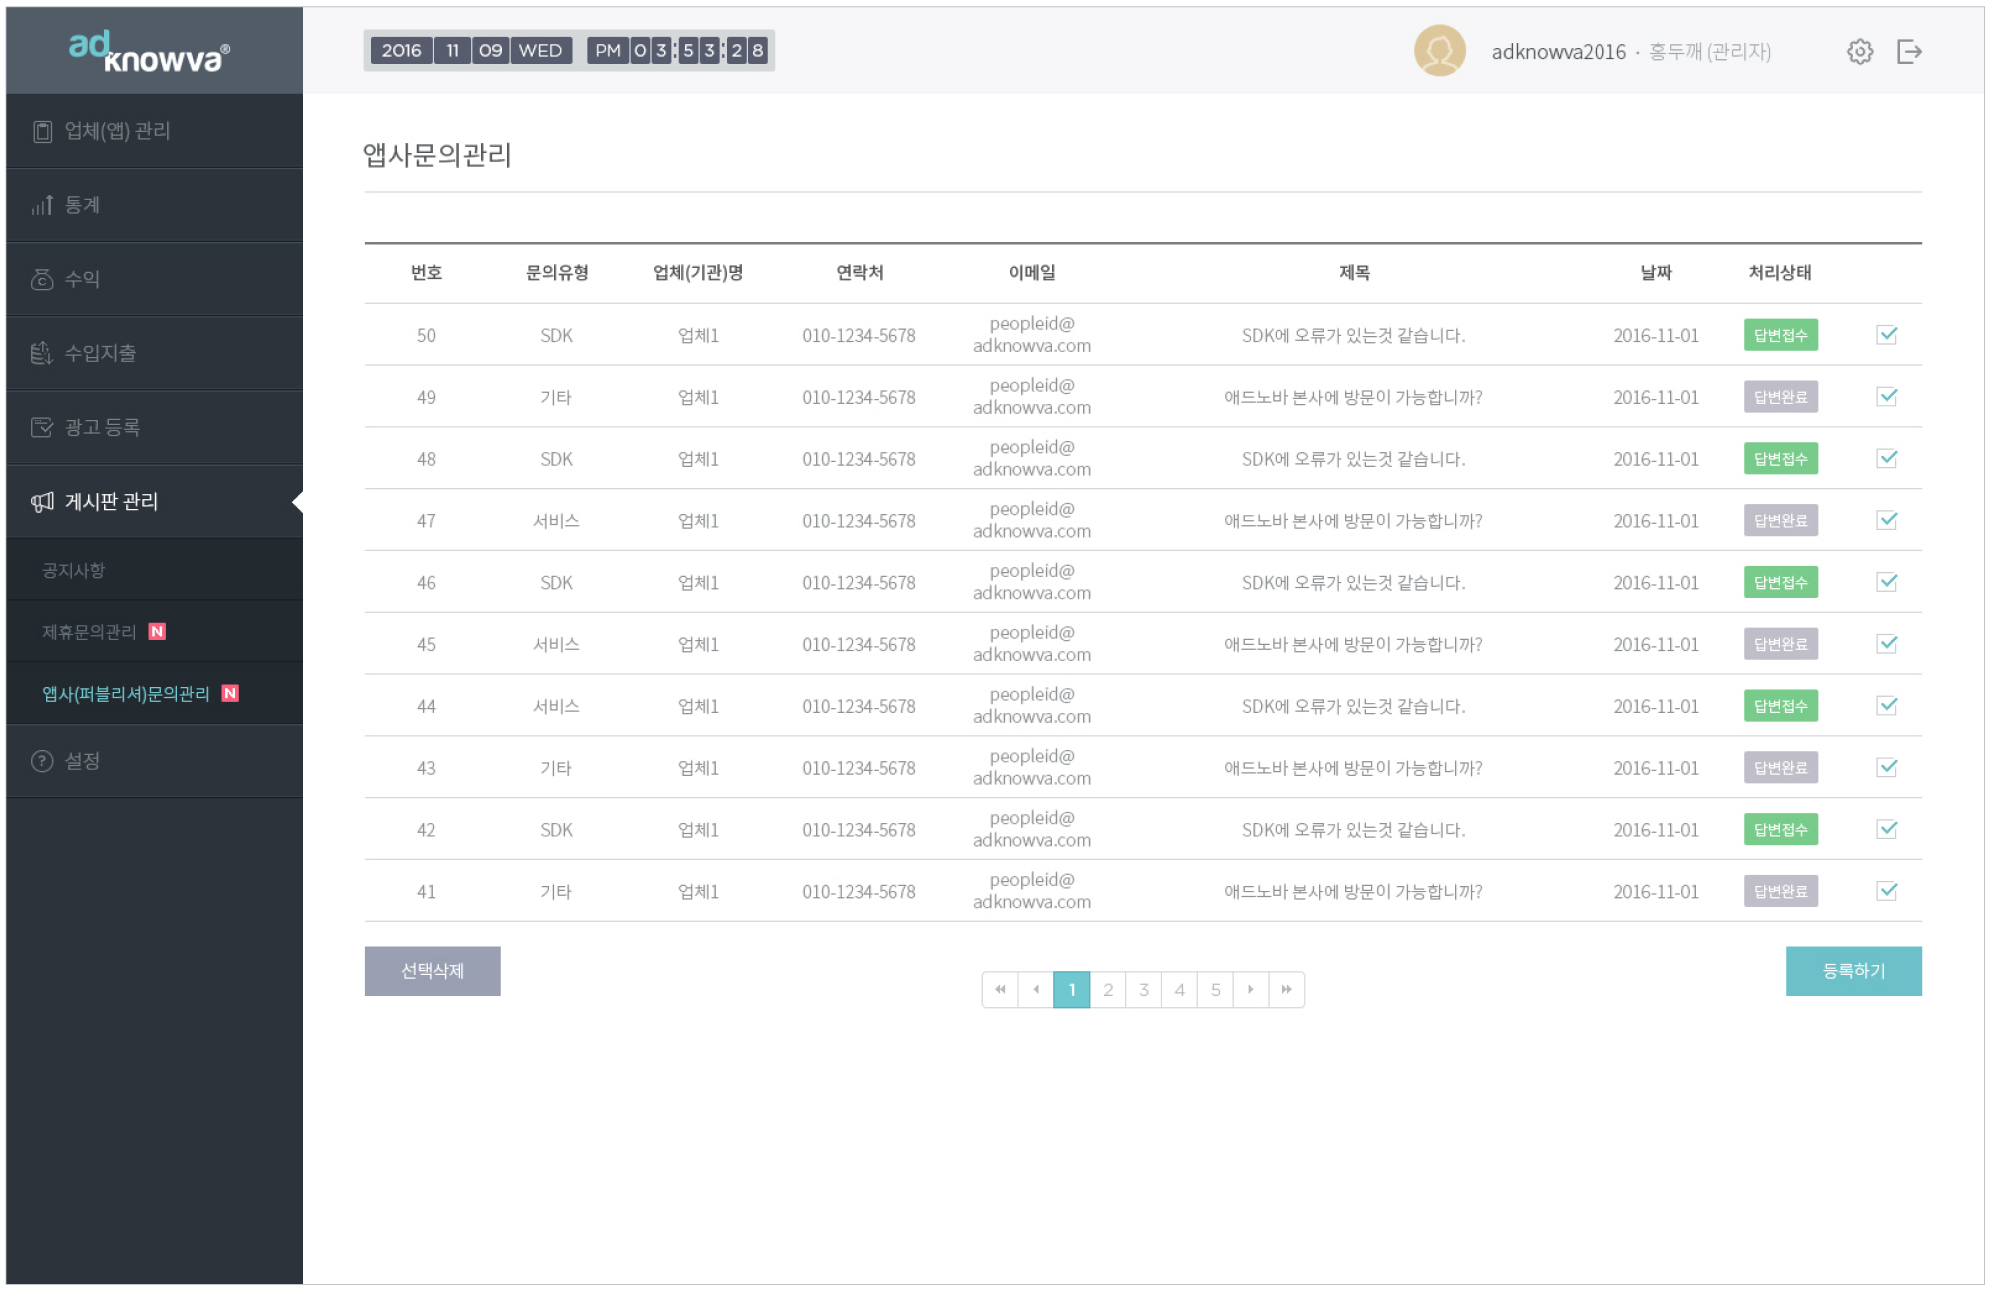 adknowva®
2016 11 09 WED PM 03:53:28
adknowva2016 · 홍두깨 (관리자)
업체(앱) 관리
통계
수익
수입지출
광고 등록
게시판 관리
공지사항
제휴문의관리 N
앱사(퍼블리셔)문의관리 N
설정
앱사문의관리
번호 문의유형 업체(기관)명 연락처 이메일 제목 날짜 처리상태
50 SDK 업체1 010-1234-5678 peopleid@
adknowva.com SDK에 오류가 있는것 같습니다. 2016-11-01 답변접수
49 기타 업체1 010-1234-5678 peopleid@
adknowva.com 애드노바 본사에 방문이 가능합니까? 2016-11-01 답변완료
48 SDK 업체1 010-1234-5678 peopleid@
adknowva.com SDK에 오류가 있는것 같습니다. 2016-11-01 답변접수
47 서비스 업체1 010-1234-5678 peopleid@
adknowva.com 애드노바 본사에 방문이 가능합니까? 2016-11-01 답변완료
46 SDK 업체1 010-1234-5678 peopleid@
adknowva.com SDK에 오류가 있는것 같습니다. 2016-11-01 답변접수
45 서비스 업체1 010-1234-5678 peopleid@
adknowva.com 애드노바 본사에 방문이 가능합니까? 2016-11-01 답변완료
44 서비스 업체1 010-1234-5678 peopleid@
adknowva.com SDK에 오류가 있는것 같습니다. 2016-11-01 답변접수
43 기타 업체1 010-1234-5678 peopleid@
adknowva.com 애드노바 본사에 방문이 가능합니까? 2016-11-01 답변완료
42 SDK 업체1 010-1234-5678 peopleid@
adknowva.com SDK에 오류가 있는것 같습니다. 2016-11-01 답변접수
41 기타 업체1 010-1234-5678 peopleid@
adknowva.com 애드노바 본사에 방문이 가능합니까? 2016-11-01 답변완료
선택삭제
1 2 3 4 5
등록하기